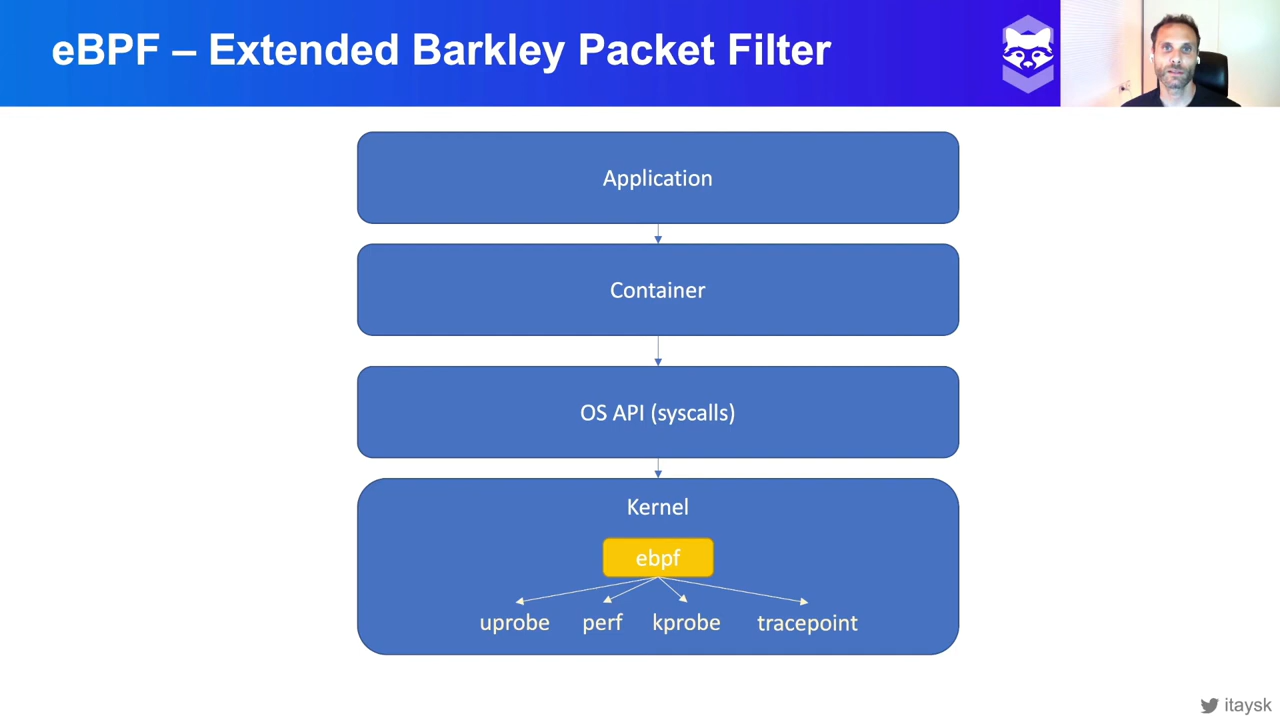 eBPF – Extended Barkley Packet Filter
Application
Container
OS API (syscalls)
Kernel
ebpf
uprobe perf kprobe tracepoint
itaysk